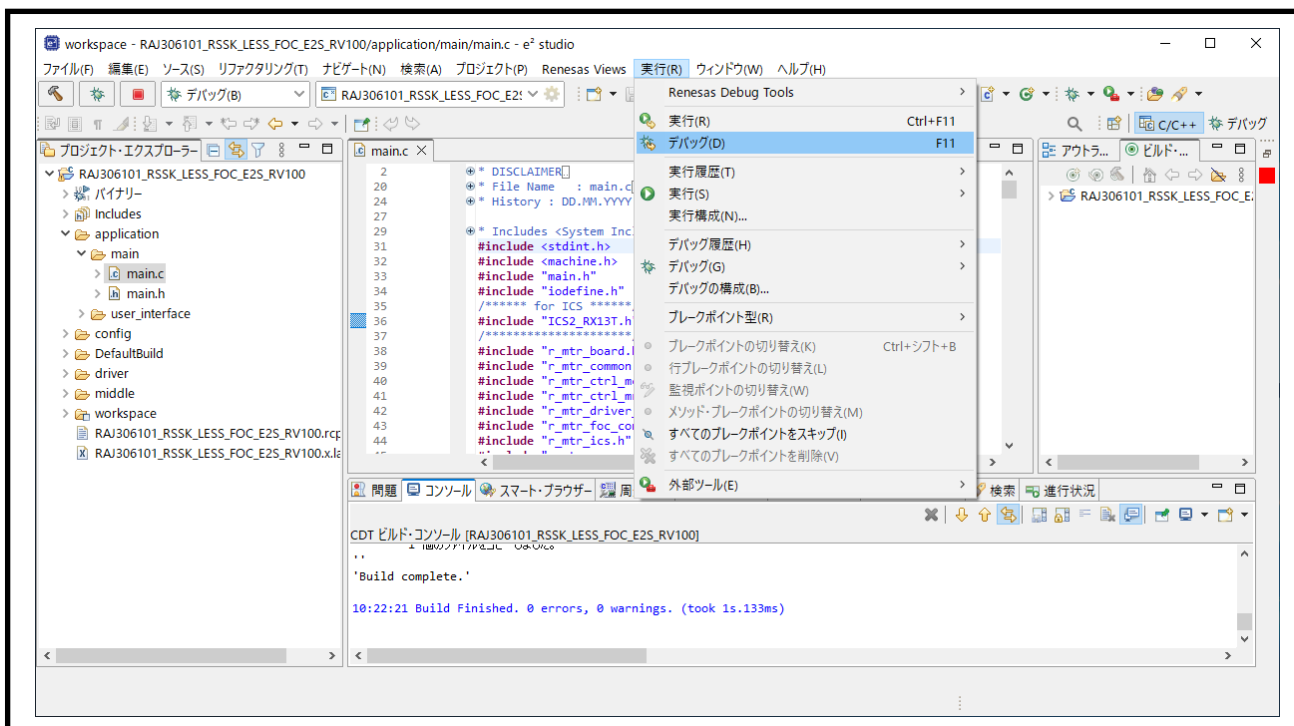 workspace - RAJ306101_RSSK_LESS_FOC_E2S_RV100/application/main/main.c - e² studio
ファイル(F) 編集(E) ソース(S) リファクタリング(T) ナビゲート(N) 検索(A) プロジェクト(P) Renesas Views 実行(R) ウィンドウ(W) ヘルプ(H)
デバッグ(B) RAJ306101_RSSK_LESS_FOC_E2S
C/C++ デバッグ
プロジェクト・エクスプローラー
RAJ306101_RSSK_LESS_FOC_E2S_RV100
バイナリー
Includes
application
main
main.c
main.h
user_interface
config
DefaultBuild
driver
middle
workspace
RAJ306101_RSSK_LESS_FOC_E2S_RV100.rcp
RAJ306101_RSSK_LESS_FOC_E2S_RV100.x.la
main.c
2 * DISCLAIMER
20 * File Name : main.c
24 * History : DD.MM.YYYY
27
29 * Includes <System Inc
31 #include <stdint.h>
32 #include <machine.h>
33 #include "main.h"
34 #include "iodefine.h"
35 /****** for ICS ******
36 #include "ICS2_RX13T.h"
37 /*********************
38 #include "r_mtr_board.h
39 #include "r_mtr_common
40 #include "r_mtr_ctrl_m
41 #include "r_mtr_ctrl_m
42 #include "r_mtr_driver_
43 #include "r_mtr_foc_co
44 #include "r_mtr_ics.h"
Renesas Debug Tools
実行(R) Ctrl+F11
デバッグ(D) F11
実行履歴(T)
実行(S)
実行構成(N)...
デバッグ履歴(H)
デバッグ(G)
デバッグの構成(B)...
ブレークポイント型(R)
ブレークポイントの切り替え(K) Ctrl+シフト+B
行ブレークポイントの切り替え(L)
監視ポイントの切り替え(W)
メソッド・ブレークポイントの切り替え(M)
すべてのブレークポイントをスキップ(I)
すべてのブレークポイントを削除(V)
外部ツール(E)
アウトラ... ビルド・...
RAJ306101_RSSK_LESS_FOC_E
問題 コンソール スマート・ブラウザー 周 検索 進行状況
CDT ビルド・コンソール [RAJ306101_RSSK_LESS_FOC_E2S_RV100]
''
'Build complete.'
10:22:21 Build Finished. 0 errors, 0 warnings. (took 1s.133ms)